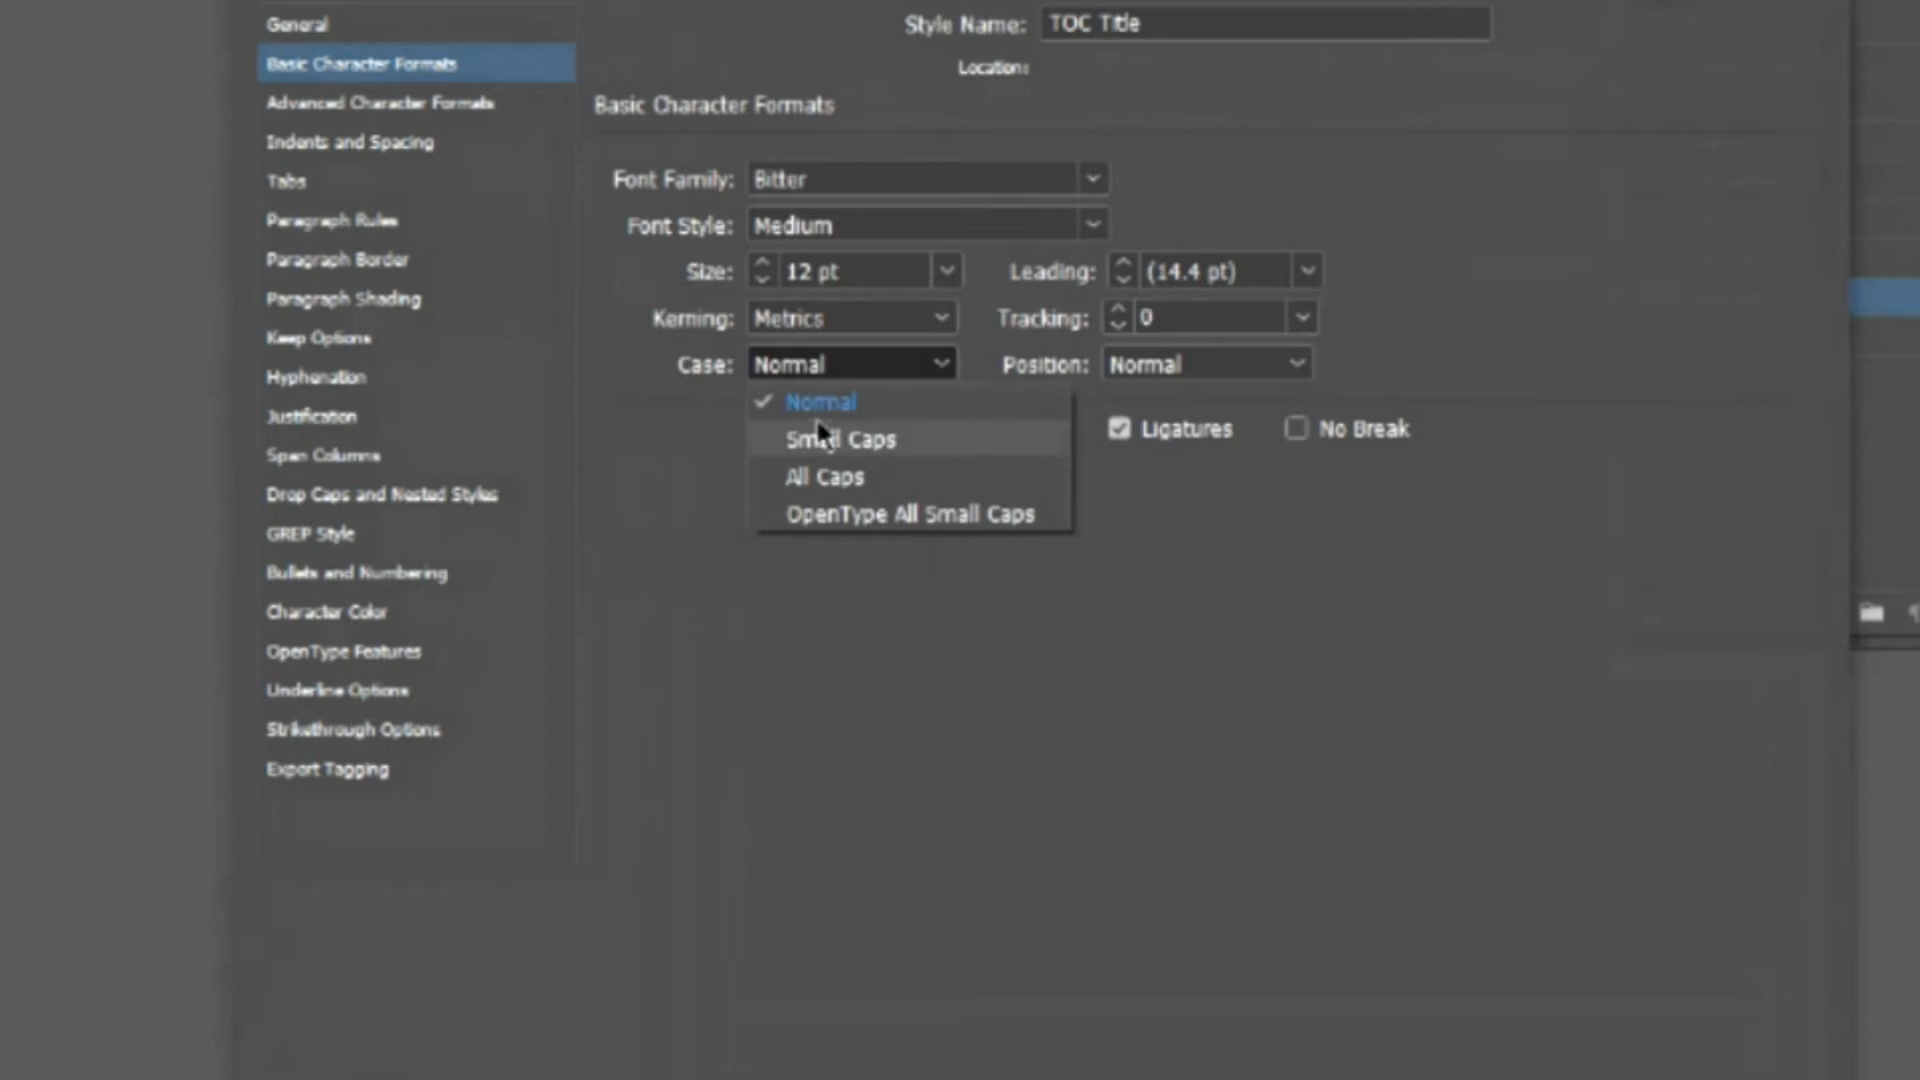 General
Basic Character Formats
Advanced Character Formats
Indents and Spacing
Tabs
Paragraph Rules
Paragraph Border
Paragraph Shading
Keep Options
Hyphenation
Justification
Span Columns
Drop Caps and Nested Styles
GREP Style
Bullets and Numbering
Character Color
OpenType Features
Underline Options
Strikethrough Options
Export Tagging
Style Name: TOC Title
Location:
Basic Character Formats
Font Family: Bitter
Font Style: Medium
Size: 12 pt Leading: (14.4 pt)
Kerning: Metrics Tracking: 0
Case: Normal Position: Normal
Normal
Small Caps
All Caps
OpenType All Small Caps
Ligatures No Break